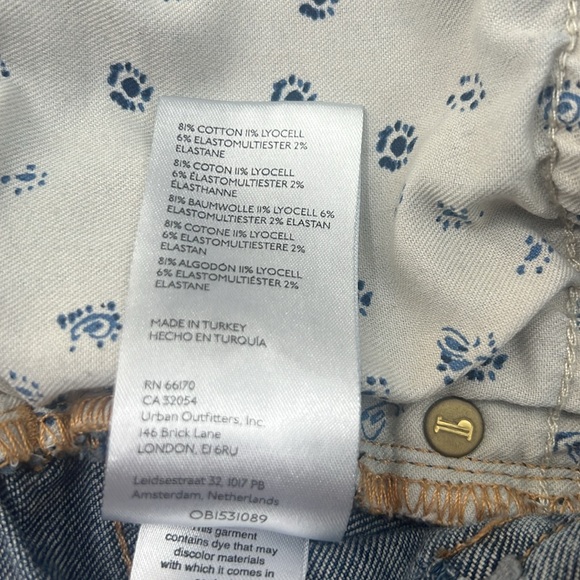 81% COTTON 11% LYOCELL
6% ELASTOMULTIESTER 2%
ELASTANE
81% COTON 11% LYOCELL
6% ÉLASTOMULTIESTER 2%
ÉLASTHANNE
81% BAUMWOLLE 11% LYOCELL 6%
ELASTOMULTIESTER 2% ELASTAN
81% COTONE 11% LYOCELL
6% ELASTOMULTIESTERE 2%
ELASTAN
81% ALGODÓN 11% LYOCELL
6% ELASTOMULTIÉSTER 2%
ELASTANO
MADE IN TURKEY
HECHO EN TURQUÍA
RN 66170
CA 32054
Urban Outfitters, Inc.
146 Brick Lane
LONDON, E1 6RU
Leidsestraat 32, 1017 PB
Amsterdam, Netherlands
OB1531089
This garment
contains dye that may
discolor materials
with which it comes in